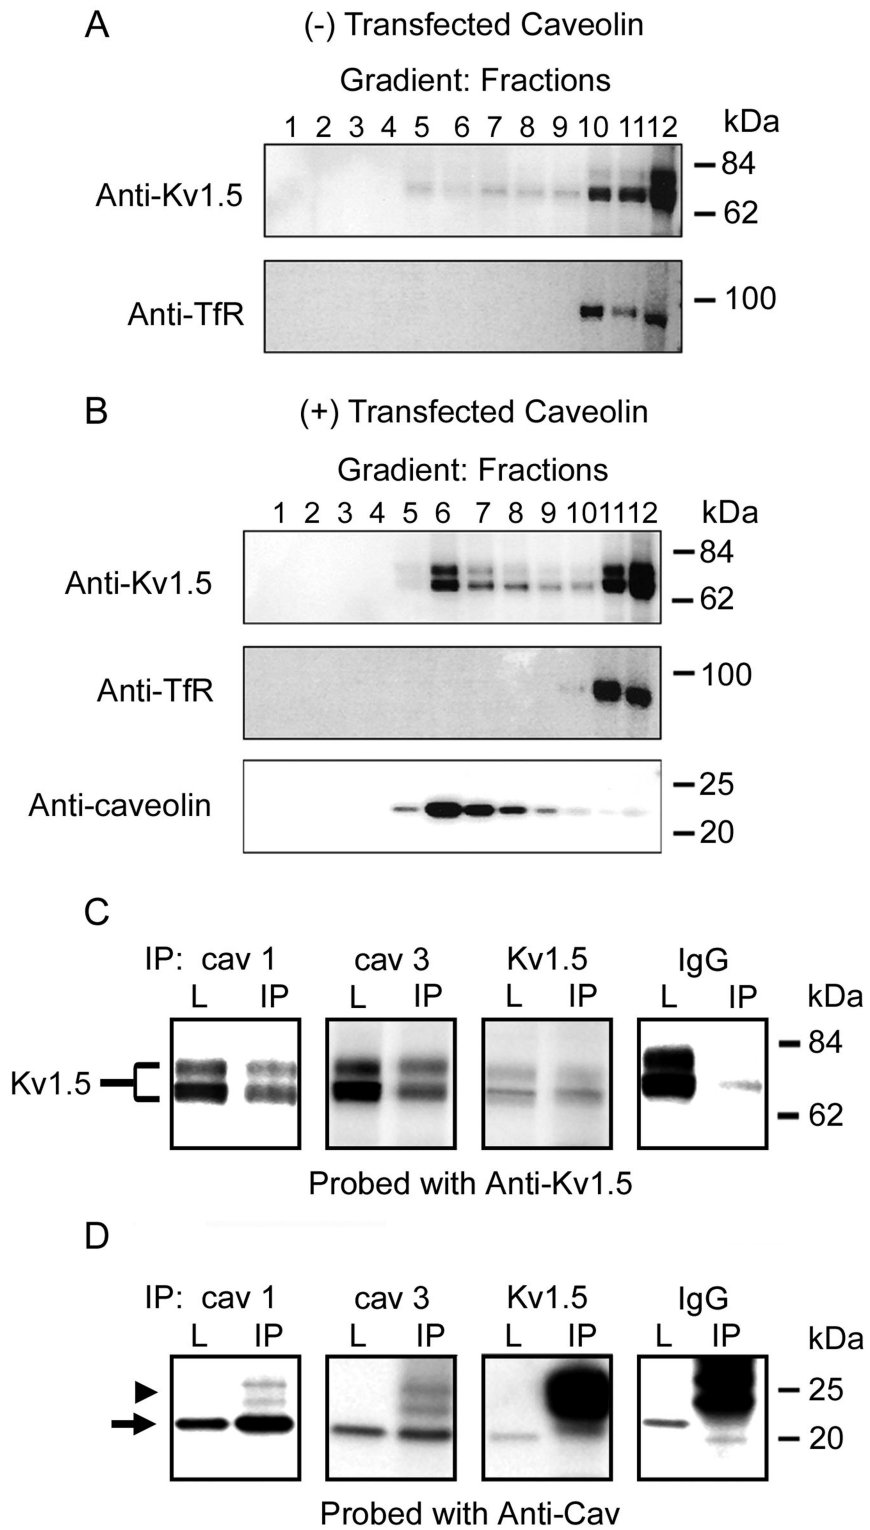 A (-) Transfected Caveolin
Gradient: Fractions
1 2 3 4 5 6 7 8 9 10 11 12 kDa
Anti-Kv1.5
84
62
Anti-TfR
100
B (+) Transfected Caveolin
Gradient: Fractions
1 2 3 4 5 6 7 8 9 10 11 12 kDa
Anti-Kv1.5
84
62
Anti-TfR
100
Anti-caveolin
25
20
C
IP: cav 1 cav 3 Kv1.5 IgG
L IP L IP L IP L IP kDa
Kv1.5
84
62
Probed with Anti-Kv1.5
D
IP: cav 1 cav 3 Kv1.5 IgG
L IP L IP L IP L IP kDa
25
20
Probed with Anti-Cav